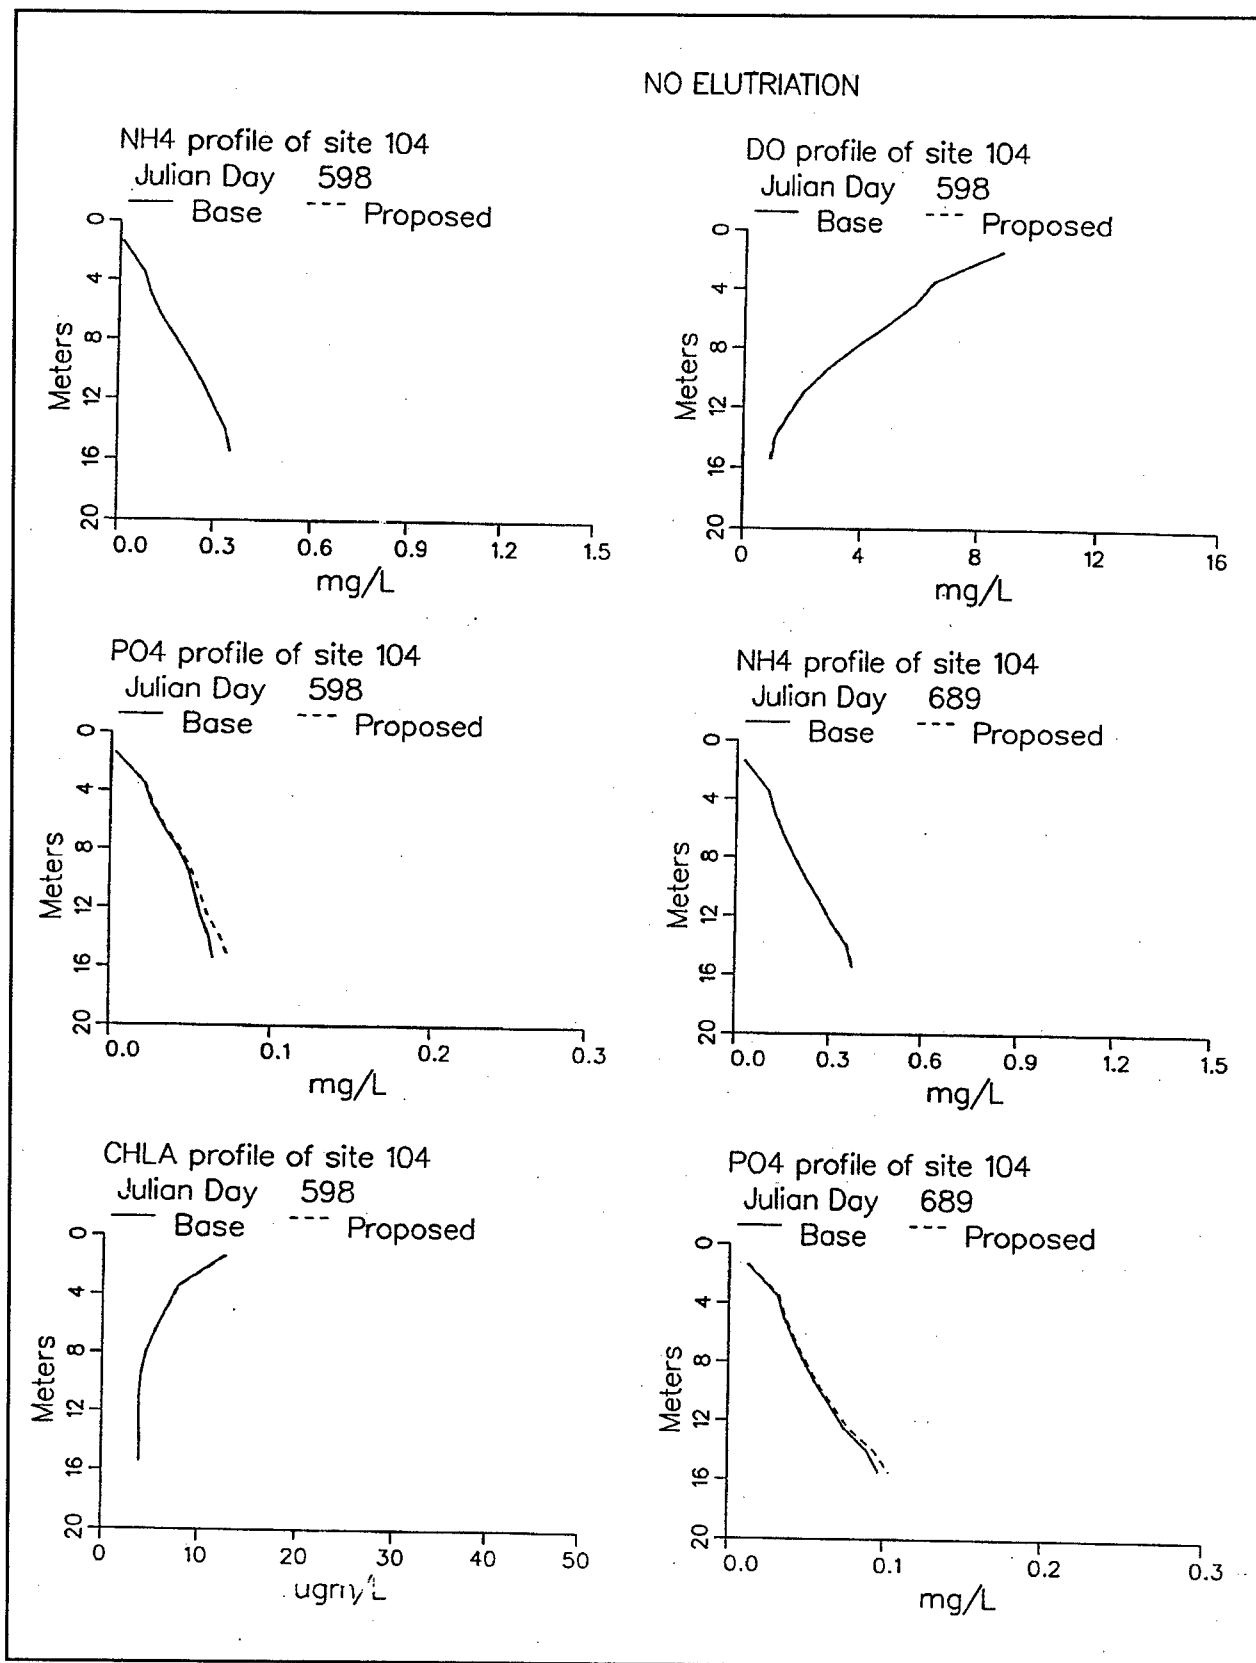 NO ELUTRIATION
NH4 profile of site 104
Julian Day 598
Base Proposed
0
4
8
12
16
20
Meters
0.0 0.3 0.6 0.9 1.2 1.5
mg/L
DO profile of site 104
Julian Day 598
Base Proposed
0
4
8
12
16
20
Meters
0 4 8 12 16
mg/L
PO4 profile of site 104
Julian Day 598
Base Proposed
0
4
8
12
16
20
Meters
0.0 0.1 0.2 0.3
mg/L
NH4 profile of site 104
Julian Day 689
Base Proposed
0
4
8
12
16
20
Meters
0.0 0.3 0.6 0.9 1.2 1.5
mg/L
CHLA profile of site 104
Julian Day 598
Base Proposed
0
4
8
12
16
20
Meters
0 10 20 30 40 50
ugm/L
PO4 profile of site 104
Julian Day 689
Base Proposed
0
4
8
12
16
20
Meters
0.0 0.1 0.2 0.3
mg/L